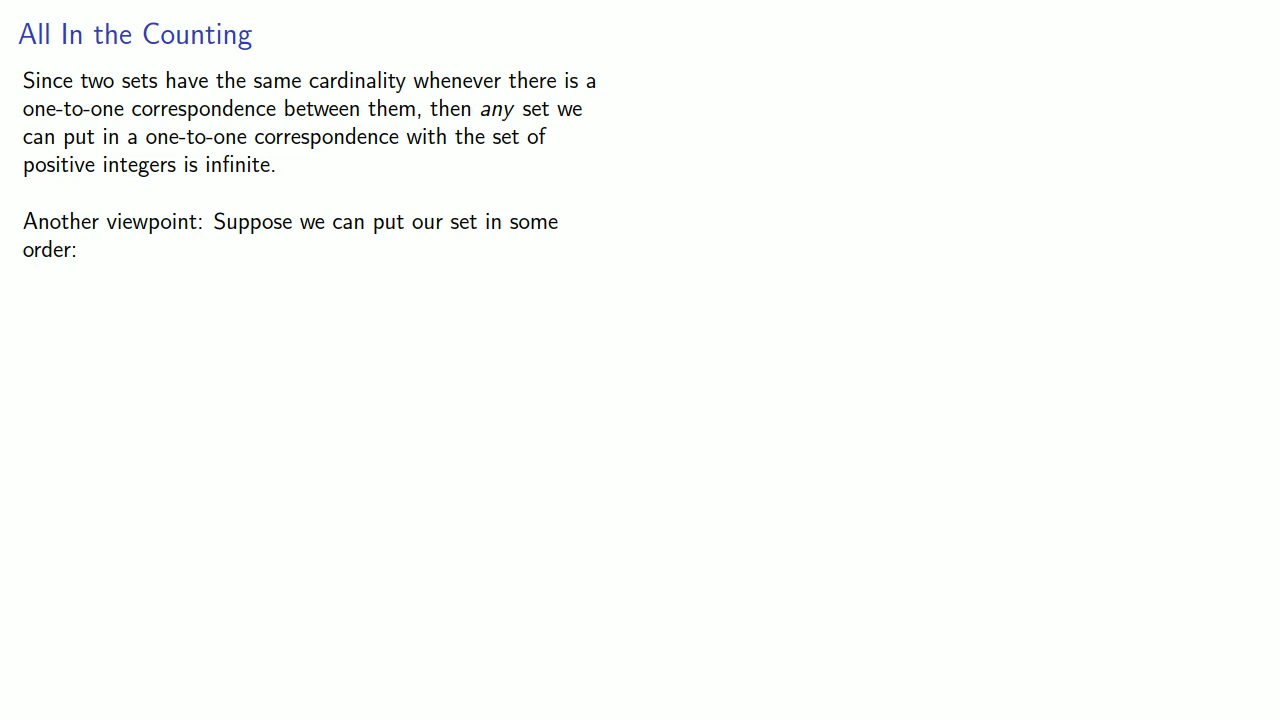 All In the Counting
Since two sets have the same cardinality whenever there is a
one-to-one correspondence between them, then any set we
can put in a one-to-one correspondence with the set of
positive integers is infinite.
Another viewpoint: Suppose we can put our set in some
order: